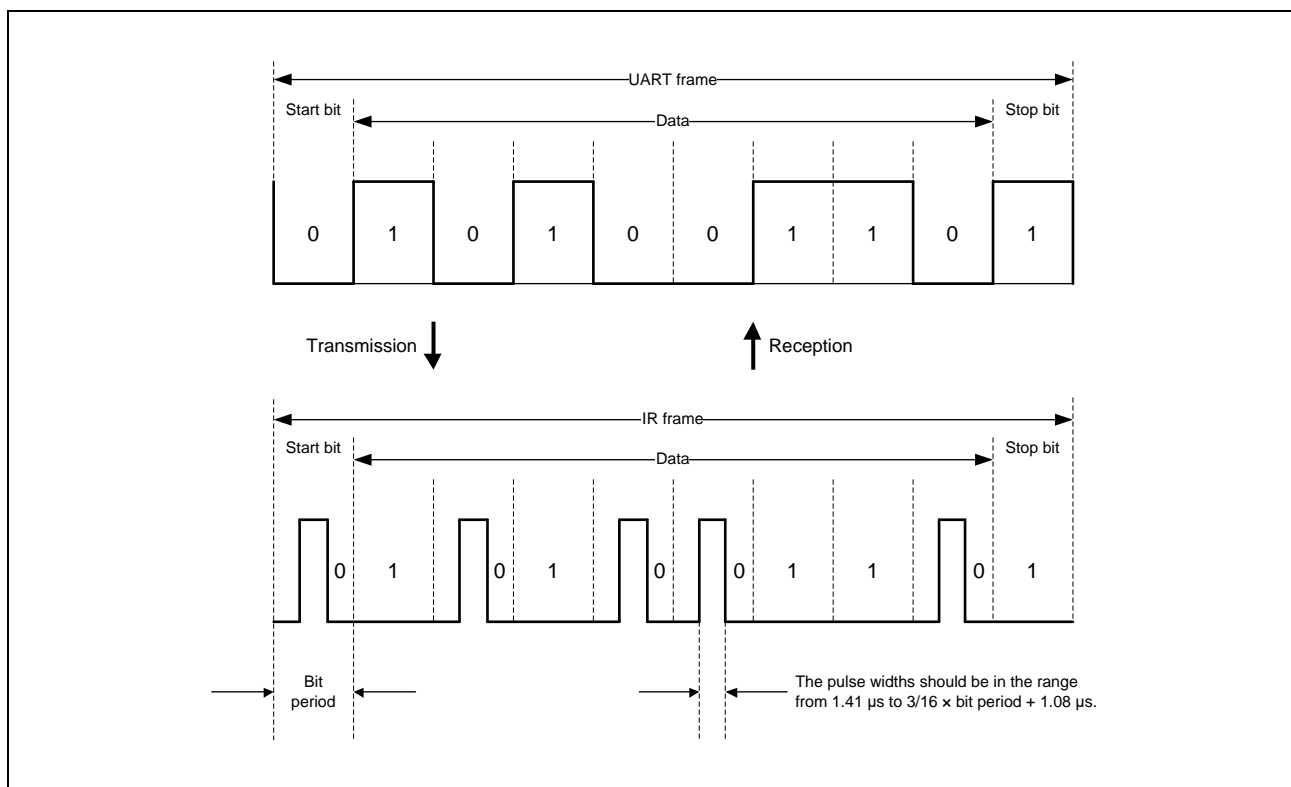 UART frame
Start bit
Data
Stop bit
0 1 0 1 0 0 1 1 0 1
Transmission
Reception
IR frame
Start bit
Data
Stop bit
0 1 0 1 0 0 1 1 0 1
Bit
period
The pulse widths should be in the range
from 1.41 µs to 3/16 × bit period + 1.08 µs.